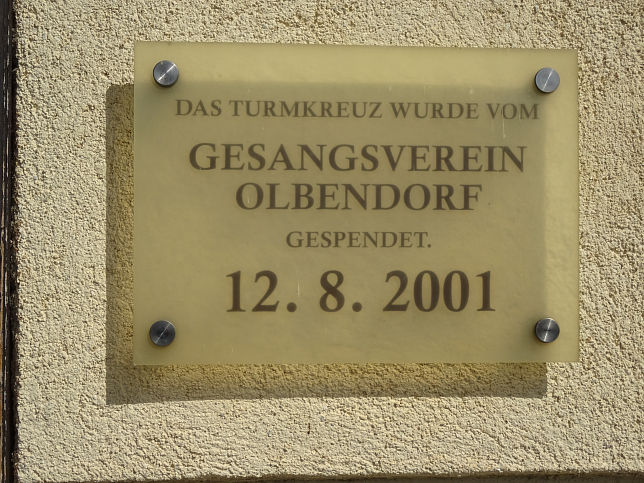 DAS TURMKREUZ WURDE VOM
GESANGSVEREIN
OLBENDORF
GESPENDET.
12. 8. 2001